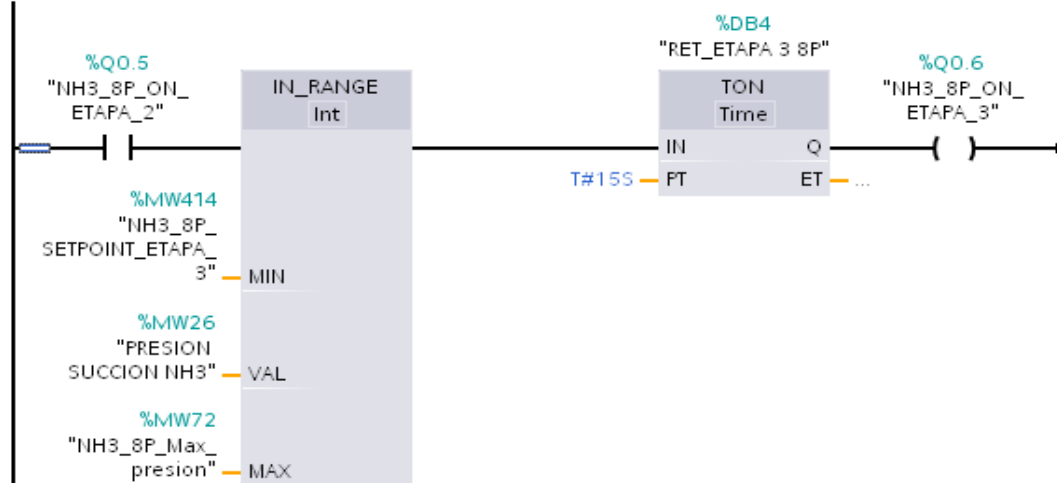 %DB4
"RET_ETAPA 3 8P"
%Q0.5
"NH3_8P_ON_
ETAPA_2"
IN_RANGE
Int
TON
Time
%Q0.6
"NH3_8P_ON_
ETAPA_3"
IN
Q
T#15S
PT
ET
...
%MW414
"NH3_8P_
SETPOINT_ETAPA_
3"
MIN
%MW26
"PRESION
SUCCION NH3"
VAL
%MW72
"NH3_8P_Max_
presion"
MAX